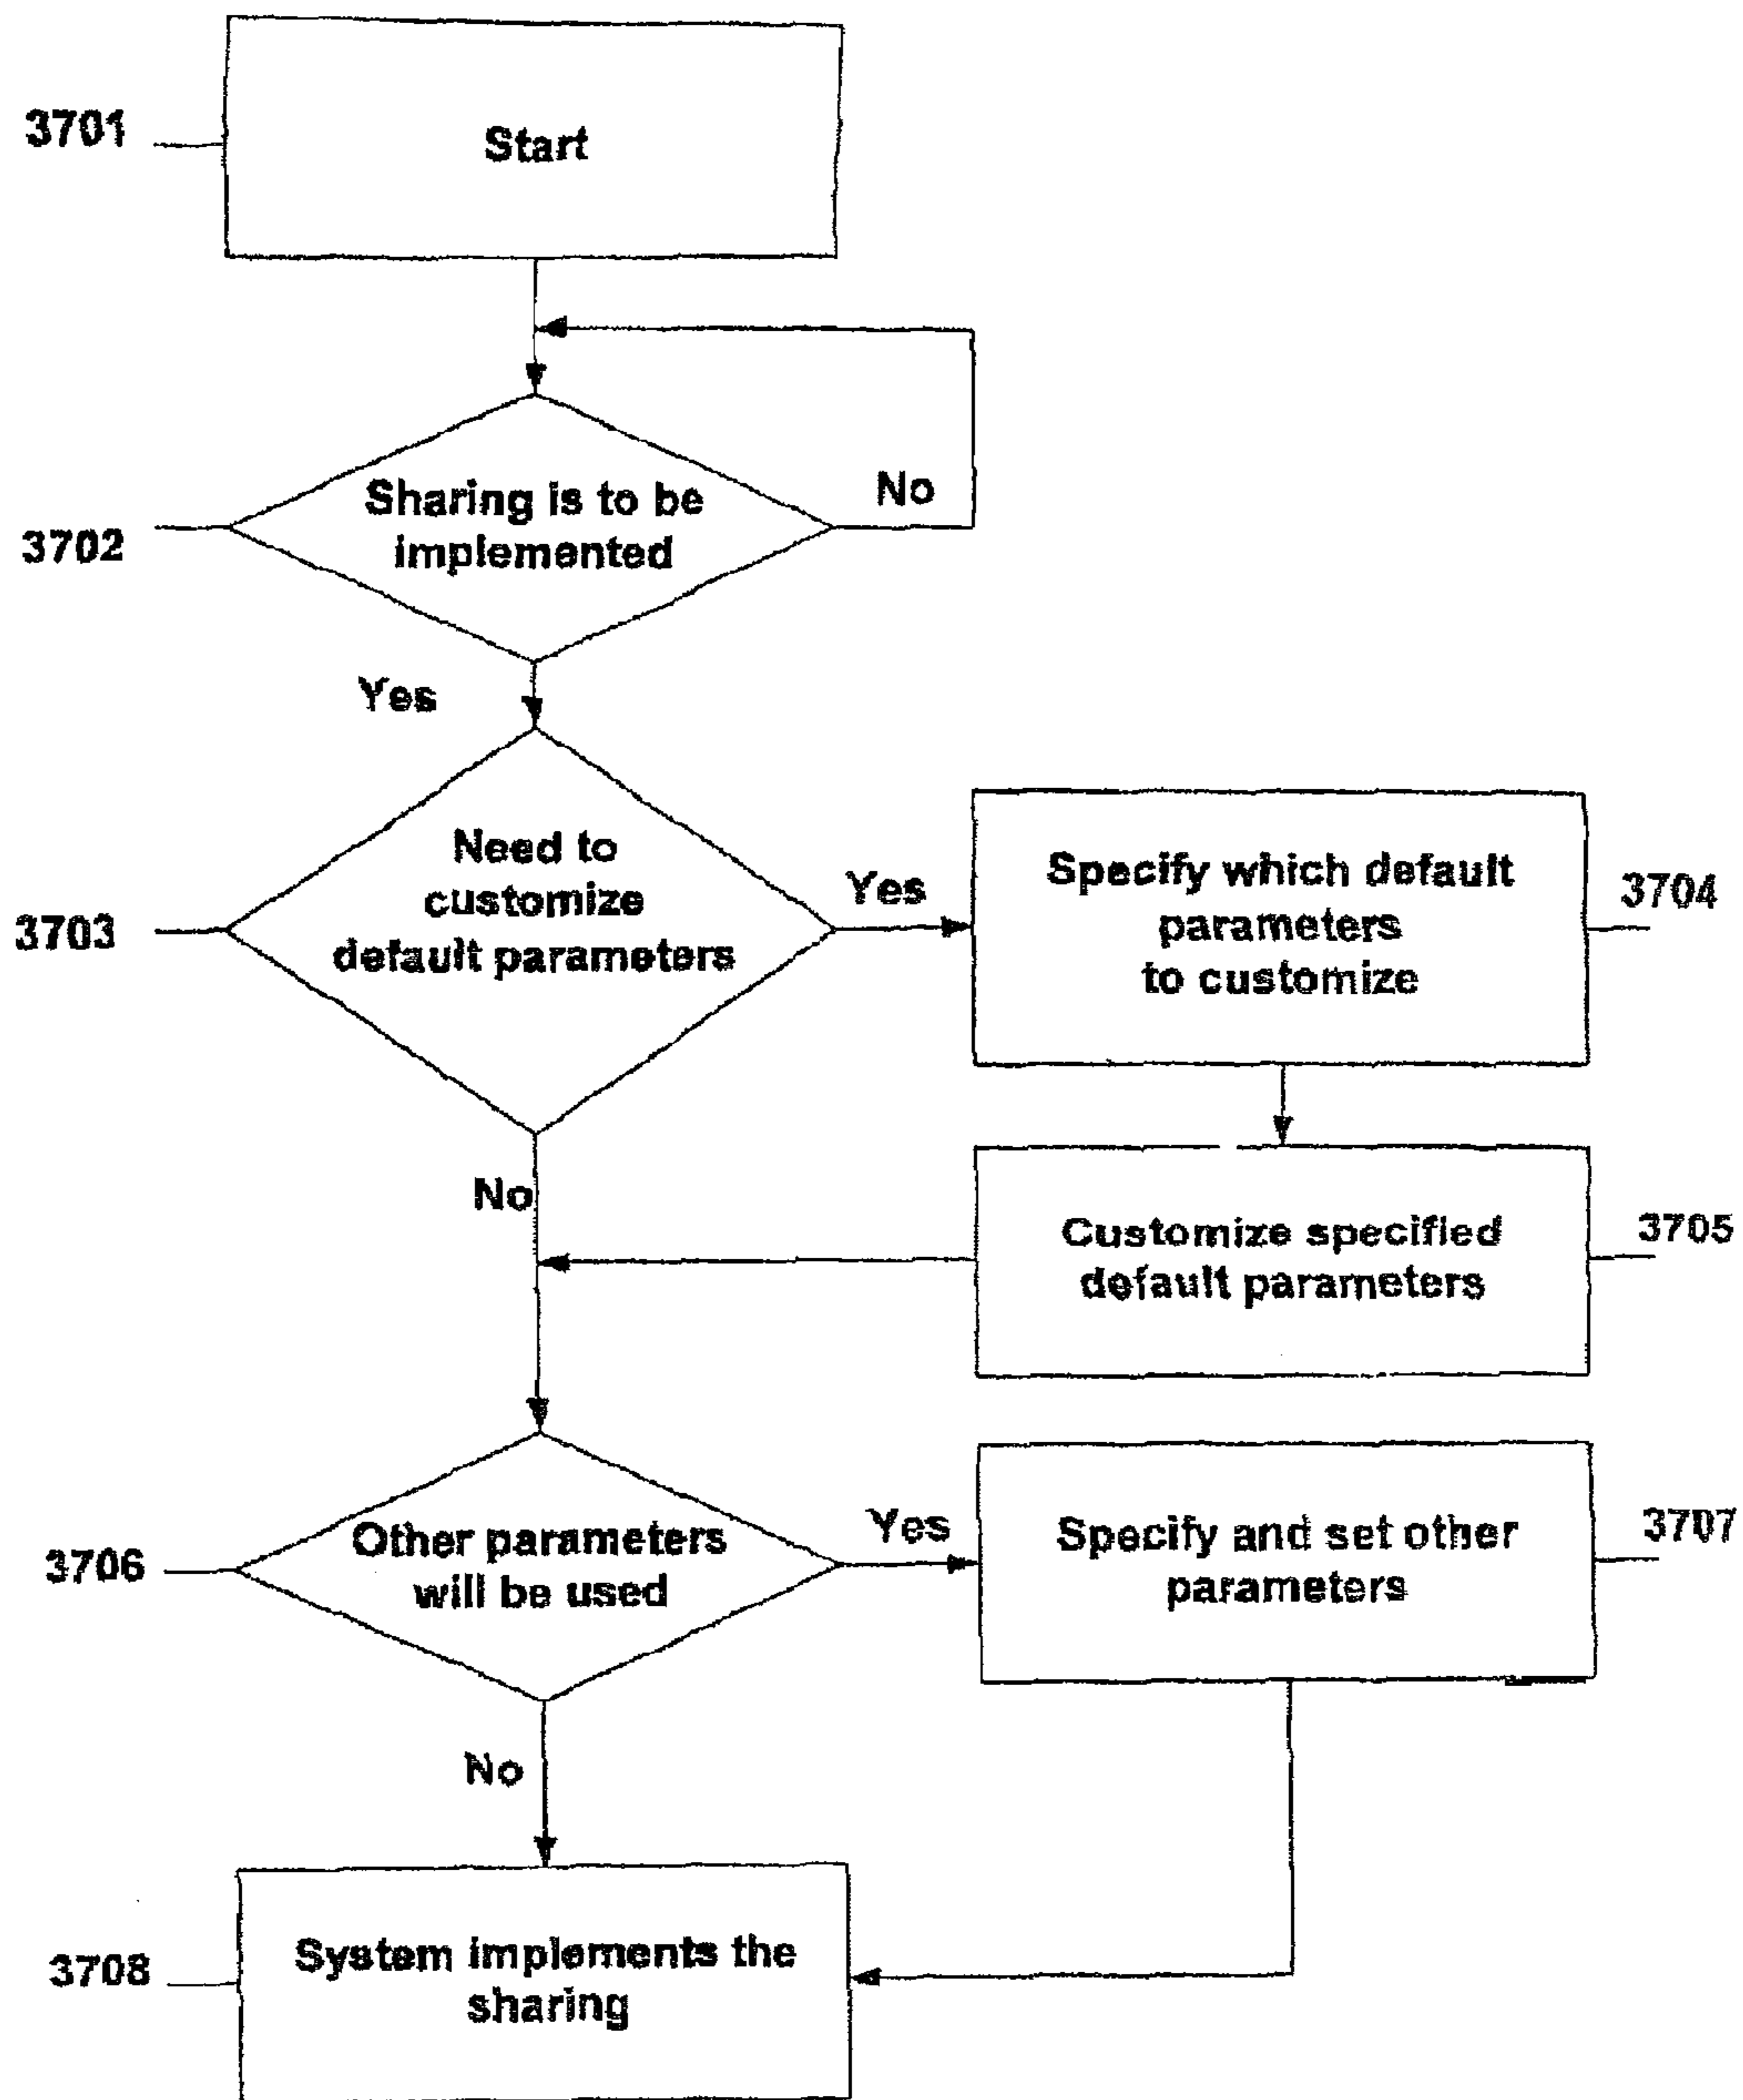 3701
Start
3702
Sharing is to be
implemented
No
Yes
3703
Need to
customize
default parameters
Yes
Specify which default
parameters
to customize
3704
No
Customize specified
default parameters
3705
3706
Other parameters
will be used
Yes
Specify and set other
parameters
3707
No
3708
System implements the
sharing